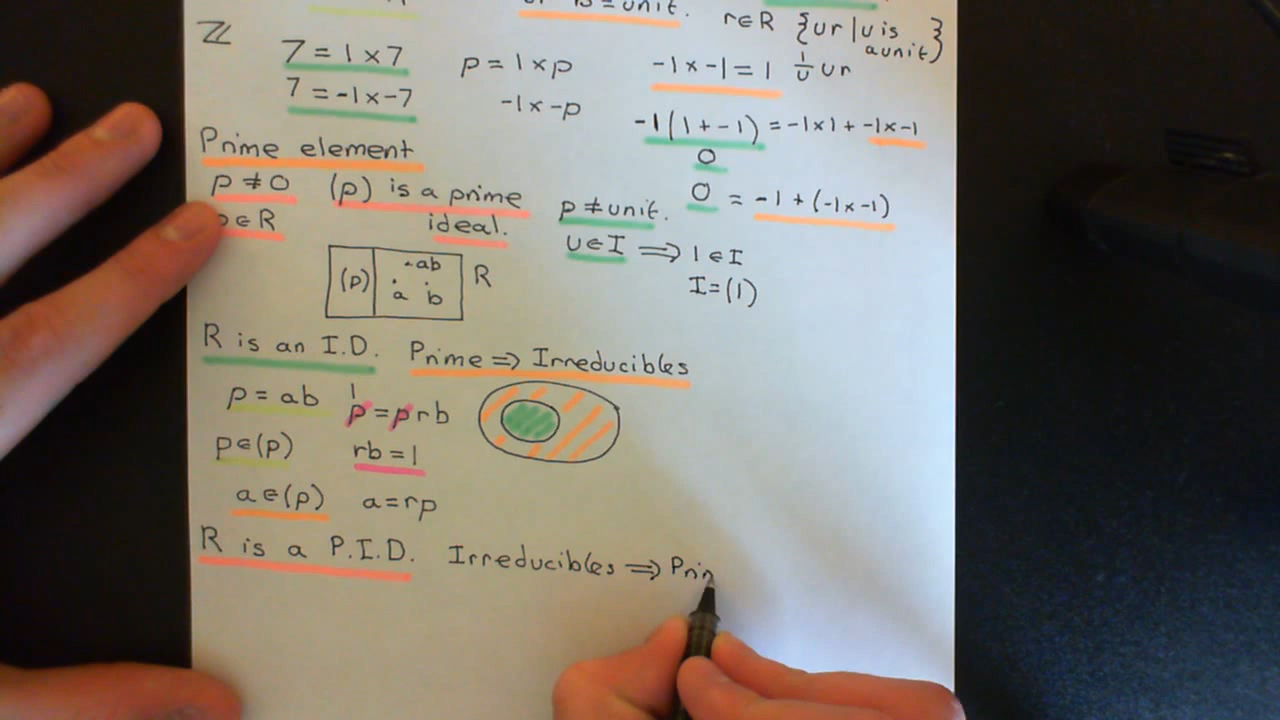 is = unit. r∈R {ur | u is a unit}
ℤ
7 = 1 x 7 p = 1 x p -1 x -1 = 1 1/u ur
7 = -1 x -7 -1 x -p
-1(1 + -1) = -1 x 1 + -1 x -1
0
0 = -1 + (-1 x -1)
Prime element
p ≠ 0 (p) is a prime ideal. p ≠ unit.
p ∈ R u ∈ I ⟹ 1 ∈ I
I = (1)
(p) ab R
a b
R is an I.D. Prime ⟹ Irreducibles
p = ab p = p r b
1
p ∈ (p) rb = 1
a ∈ (p) a = rp
R is a P.I.D. Irreducibles ⟹ Prim